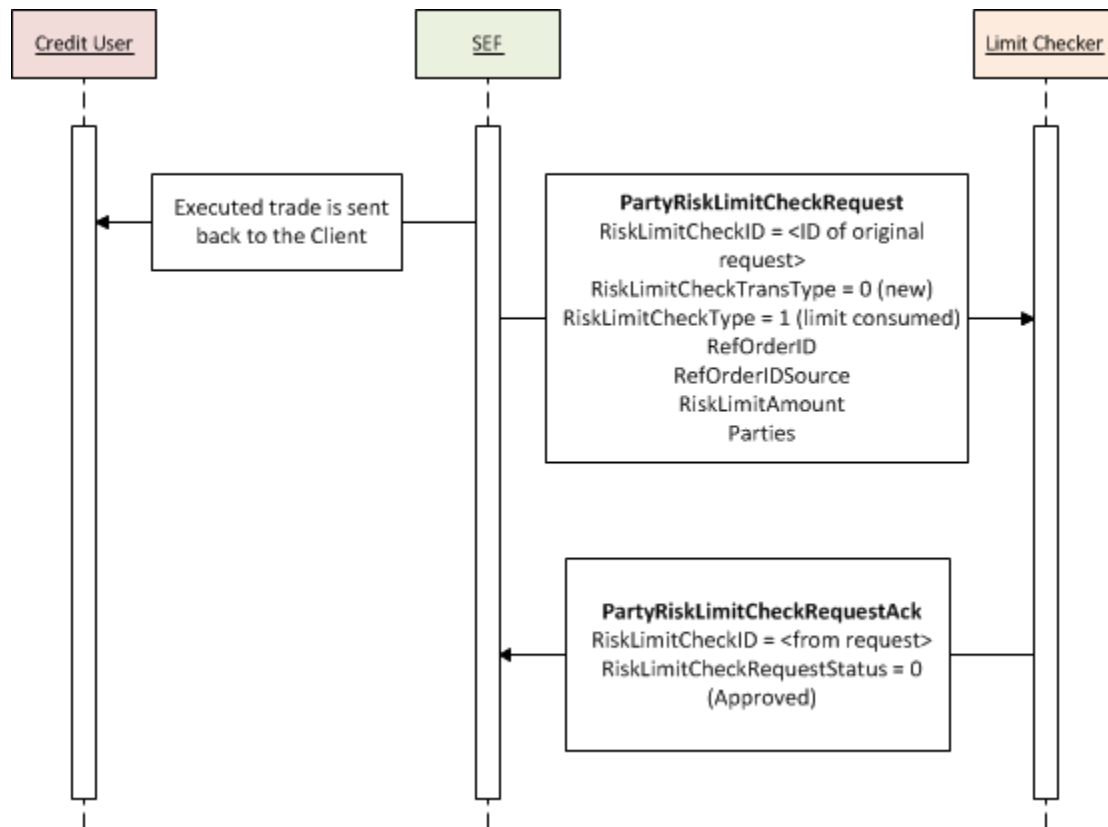 Credit User
SEF
Limit Checker
Executed trade is sent
back to the Client
PartyRiskLimitCheckRequest
RiskLimitCheckID = <ID of original
request>
RiskLimitCheckTransType = 0 (new)
RiskLimitCheckType = 1 (limit consumed)
RefOrderID
RefOrderIDSource
RiskLimitAmount
Parties
PartyRiskLimitCheckRequestAck
RiskLimitCheckID = <from request>
RiskLimitCheckRequestStatus = 0
(Approved)